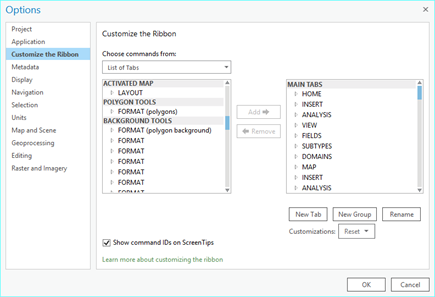 Options
Project
Application
Customize the Ribbon
Metadata
Display
Navigation
Selection
Units
Map and Scene
Geoprocessing
Editing
Raster and Imagery
Customize the Ribbon
Choose commands from:
List of Tabs
ACTIVATED MAP
LAYOUT
POLYGON TOOLS
FORMAT (polygons)
BACKGROUND TOOLS
FORMAT (polygon background)
FORMAT
FORMAT
FORMAT
FORMAT
FORMAT
Add
Remove
MAIN TABS
HOME
INSERT
ANALYSIS
VIEW
FIELDS
SUBTYPES
DOMAINS
MAP
INSERT
ANALYSIS
New Tab
New Group
Rename
Customizations:
Reset
Show command IDs on ScreenTips
Learn more about customizing the ribbon
OK
Cancel